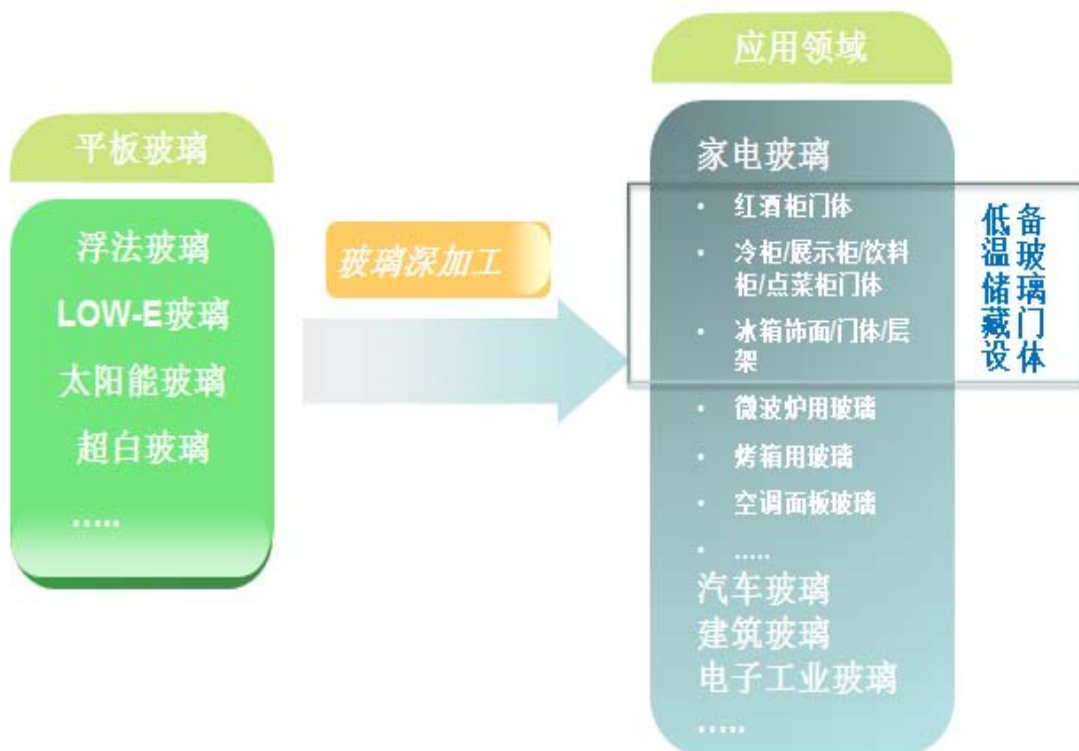 应用领域
平板玻璃
浮法玻璃
LOW-E玻璃
太阳能玻璃
超白玻璃
.....
玻璃深加工
家电玻璃
• 红酒柜门体
• 冷柜/展示柜/饮料
柜/点菜柜门体
• 冰箱饰面/门体/层
架
• 微波炉用玻璃
• 烤箱用玻璃
• 空调面板玻璃
• .....
汽车玻璃
建筑玻璃
电子工业玻璃
.....
低温储藏设
备玻璃门体